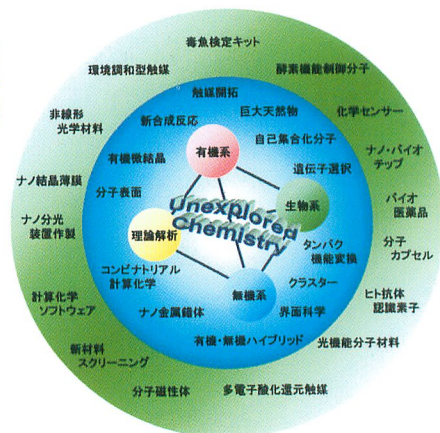 毒魚検定キット
環境調和型触媒
酵素機能制御分子
触媒開拓
非線形
光学材料
新合成反応
巨大天然物
化学センサー
有機系
自己集合化分子
有機微結晶
ナノ・バイオ
チップ
遺伝子選択
ナノ結晶薄膜
分子表面
生物系
バイオ
医薬品
Unexplored
Chemistry
ナノ分光
装置作製
理論解析
タンパク
機能変換
分子
カプセル
コンビナトリアル
計算化学
クラスター
計算化学
ソフトウェア
無機系
ヒト抗体
認識素子
ナノ金属錯体
界面科学
有機・無機ハイブリッド
光機能分子材料
新材料
スクリーニング
分子磁性体
多電子酸化還元触媒